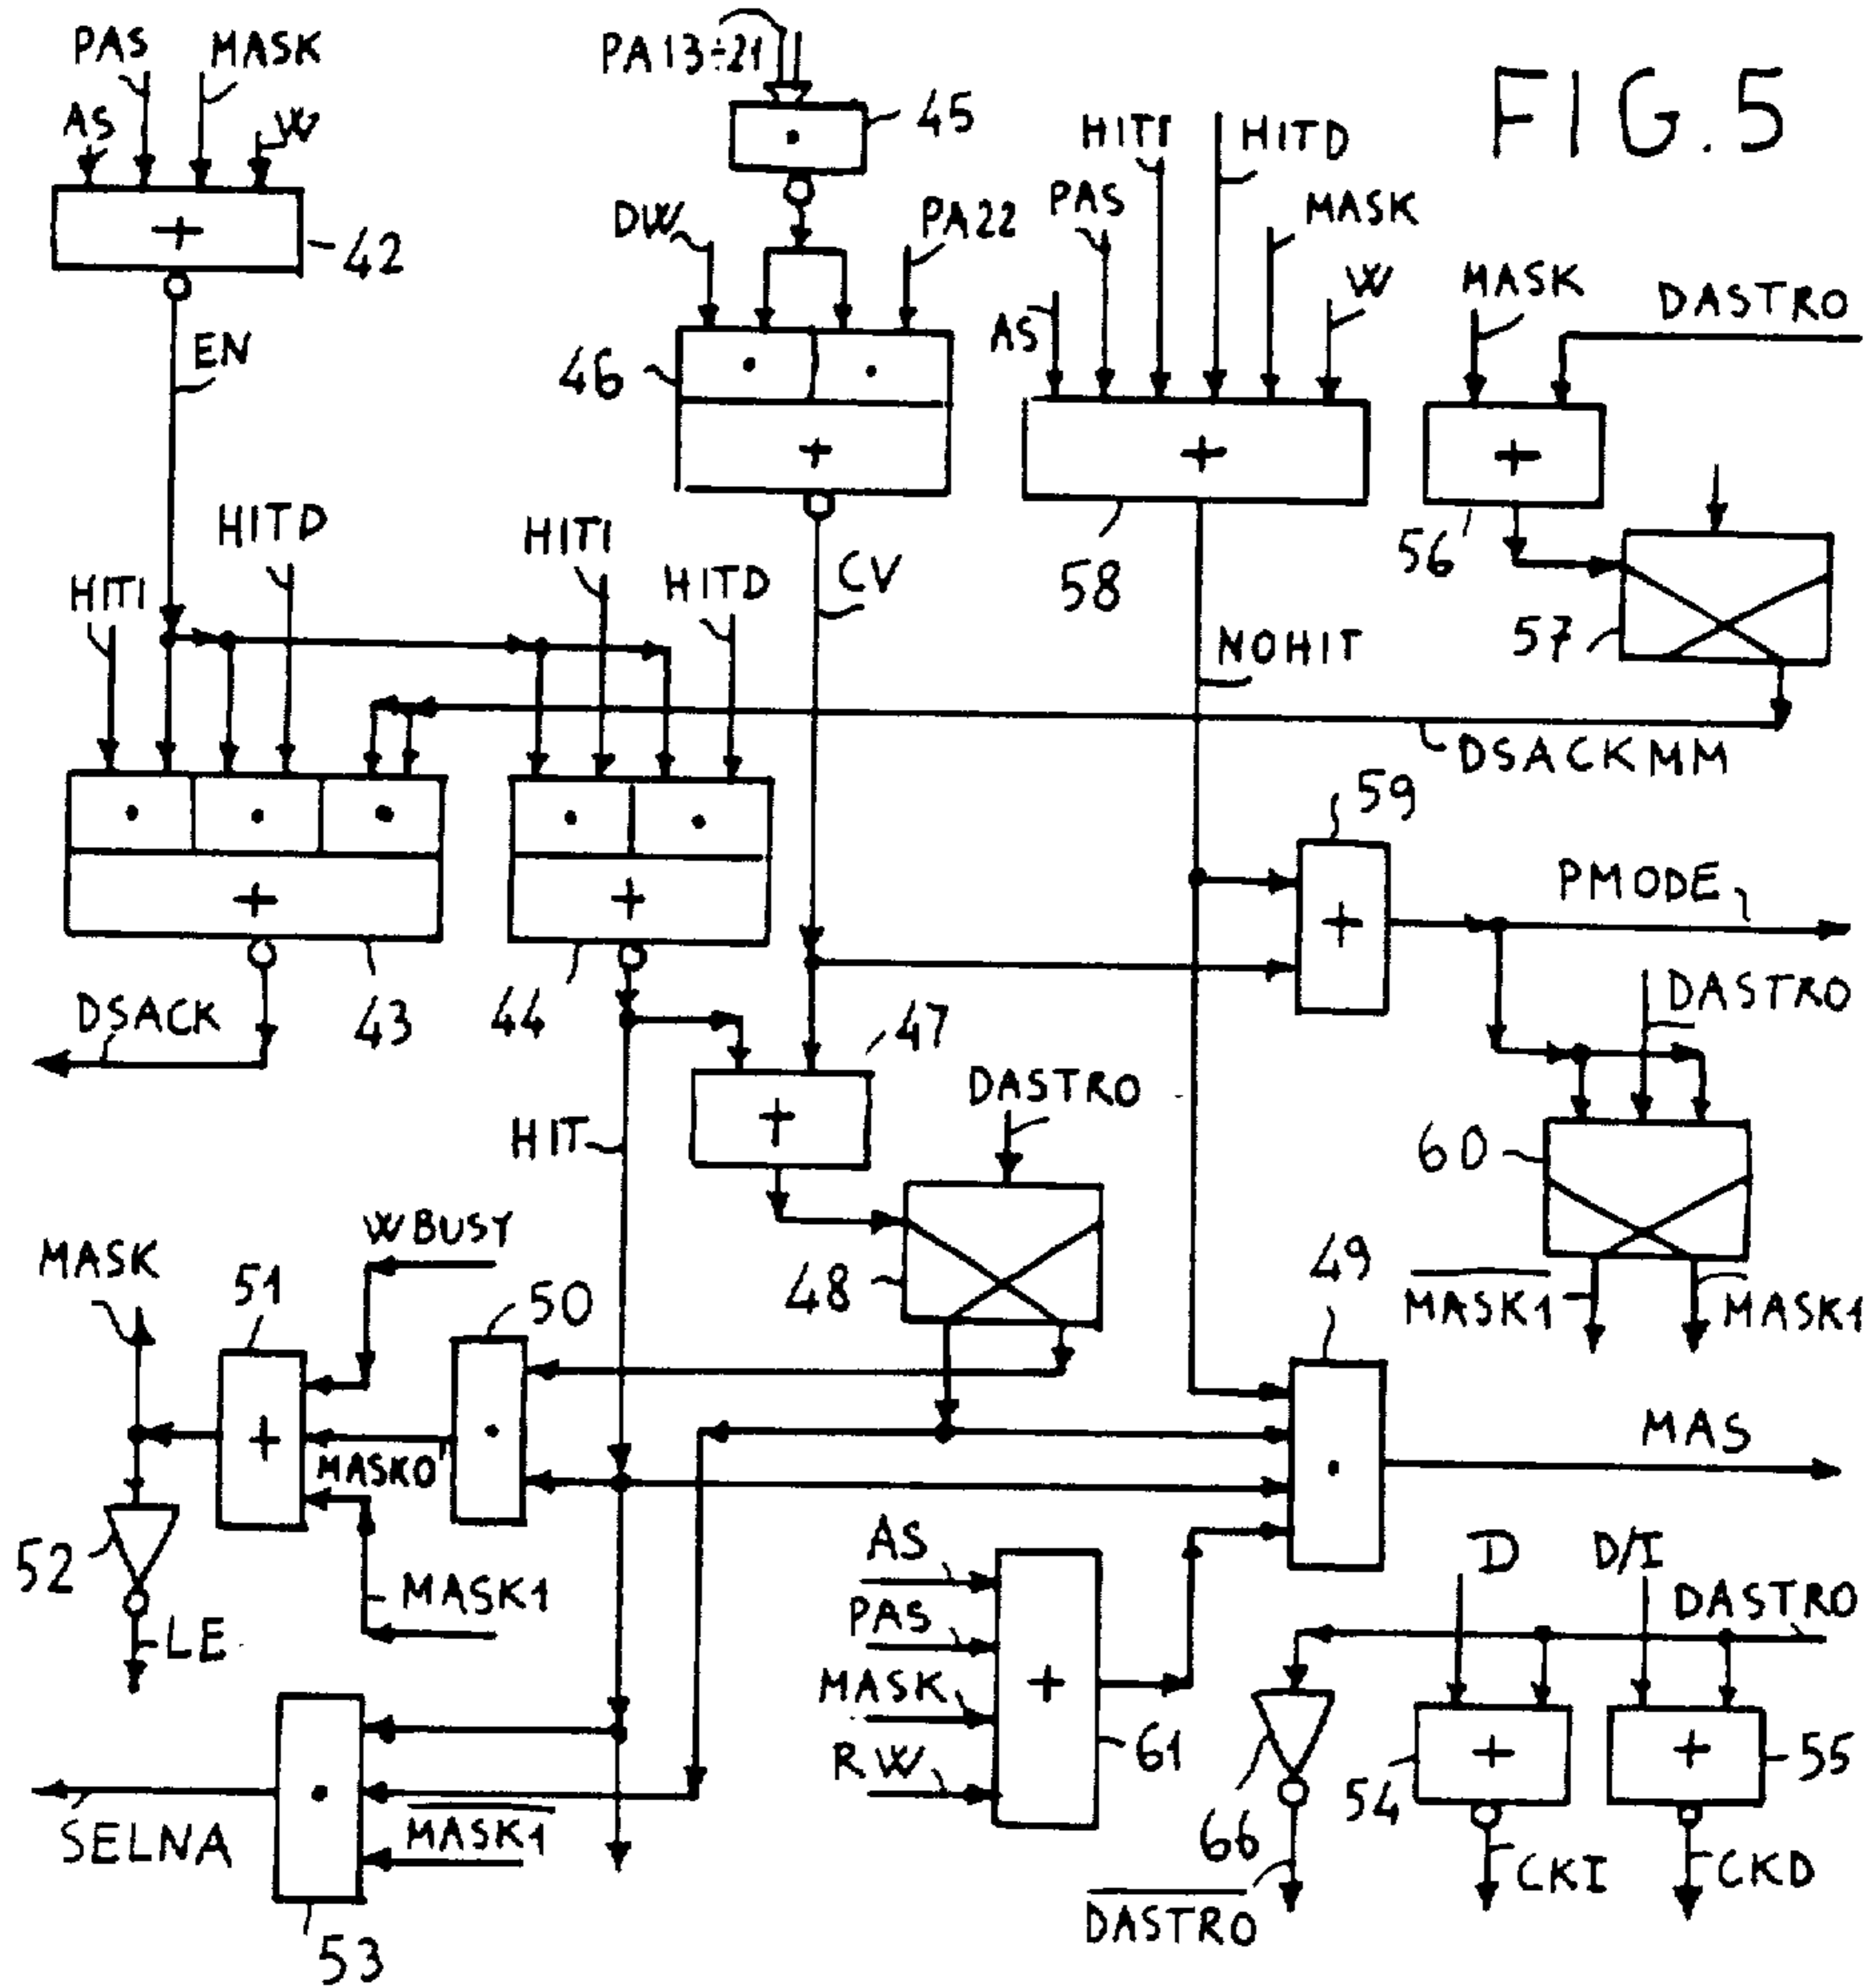 FIG.5
PAS
MASK
AS
W
+
42
EN
PA13÷21
•
45
DW
PA22
46
•
•
+
CV
HITI
HITD
PAS
MASK
AS
W
+
58
NOHIT
MASK
DASTRO
+
56
57
DSACKMM
HITI
HITD
•
•
•
+
43
DSACK
HITI
HITD
•
•
+
44
HIT
47
+
DASTRO
48
59
+
PMODE
DASTRO
60
MASK1
MASK1
WBUSY
MASK
51
+
50
•
MASK0
52
LE
MASK1
49
•
MAS
AS
PAS
MASK
RW
+
61
D
D/I
DASTRO
66
DASTRO
54
+
CKI
+
55
CKD
SELNA
•
MASK1
53